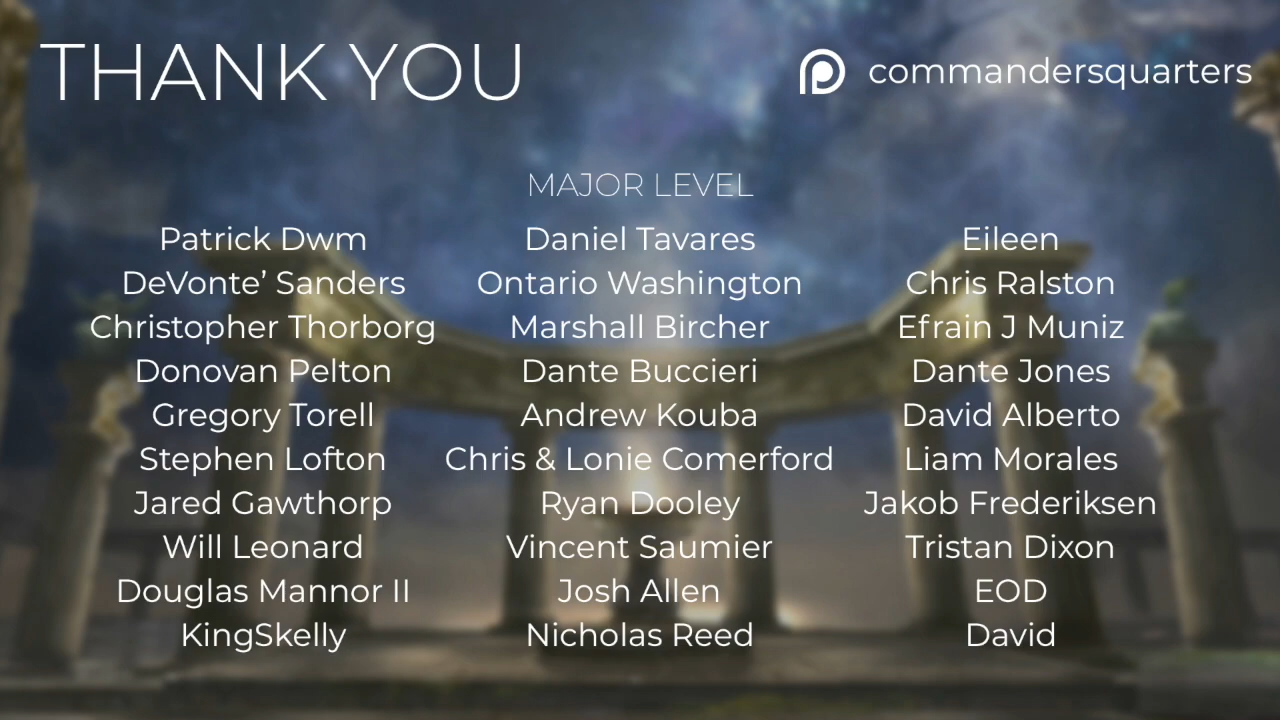 THANK YOU
commandersquarters
MAJOR LEVEL
Patrick Dwm
DeVonte’ Sanders
Christopher Thorborg
Donovan Pelton
Gregory Torell
Stephen Lofton
Jared Gawthorp
Will Leonard
Douglas Mannor II
KingSkelly
Daniel Tavares
Ontario Washington
Marshall Bircher
Dante Buccieri
Andrew Kouba
Chris & Lonie Comerford
Ryan Dooley
Vincent Saumier
Josh Allen
Nicholas Reed
Eileen
Chris Ralston
Efrain J Muniz
Dante Jones
David Alberto
Liam Morales
Jakob Frederiksen
Tristan Dixon
EOD
David